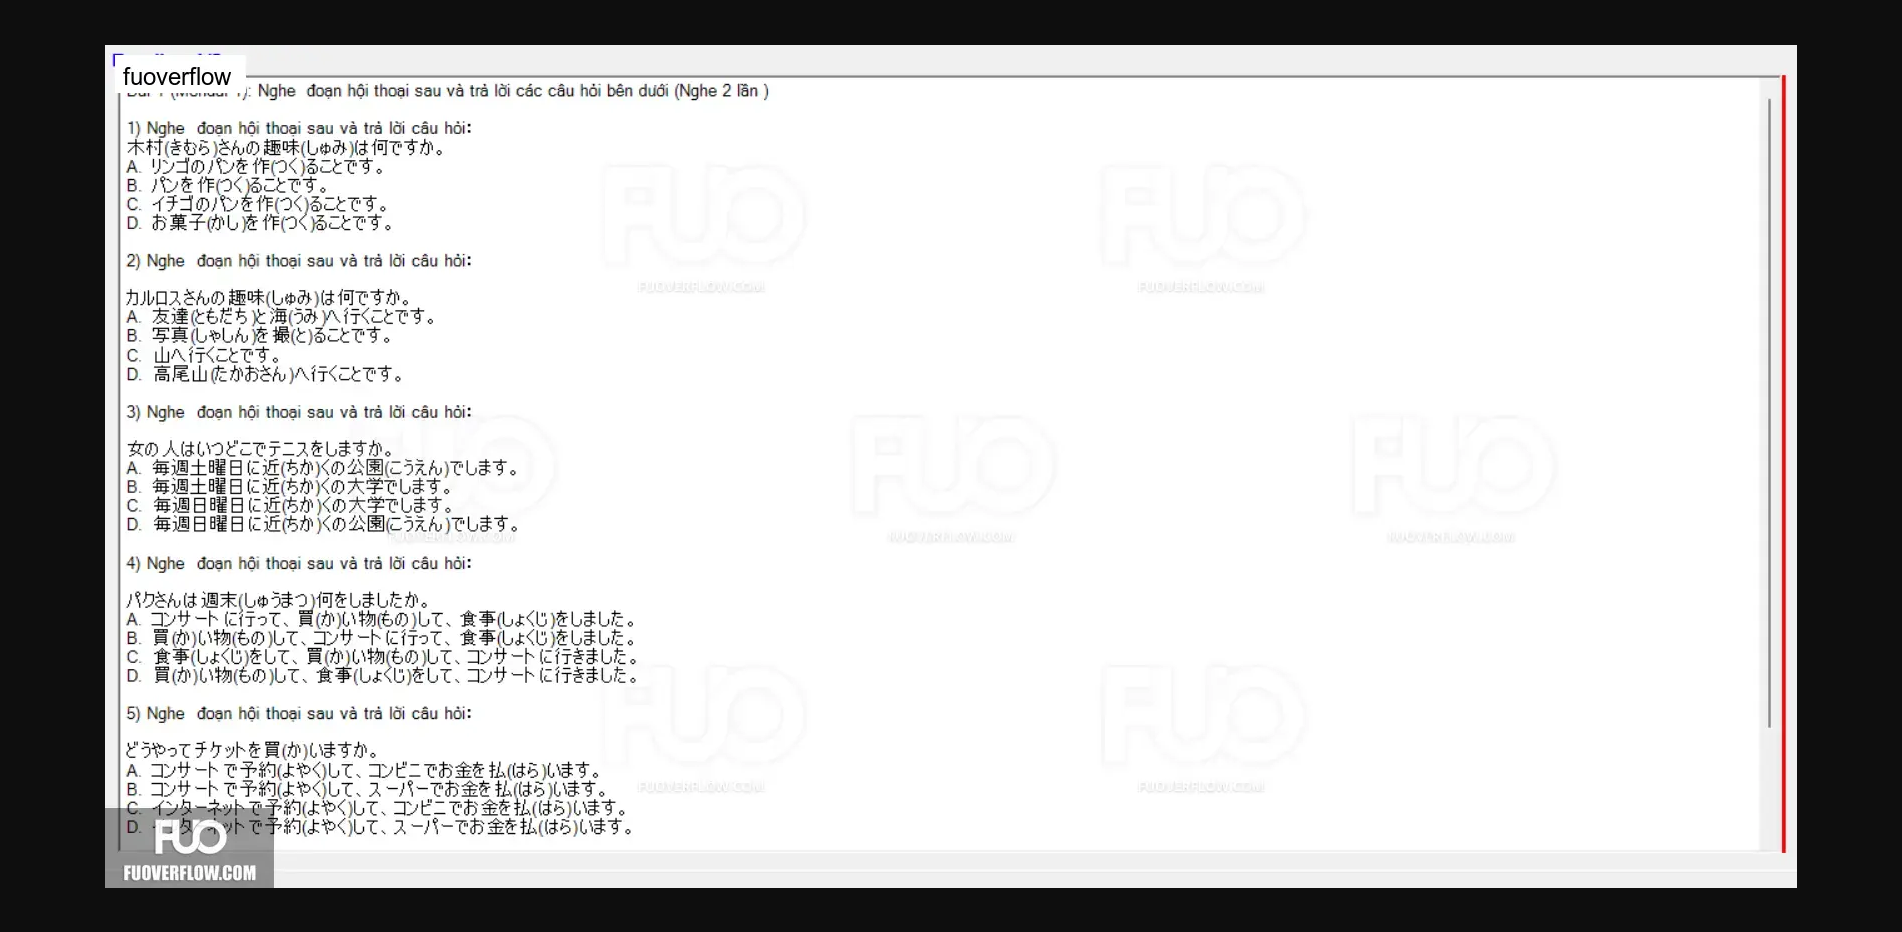 fuoverflow
Nghe đoạn hội thoại sau và trả lời các câu hỏi bên dưới (Nghe 2 lần )
1) Nghe đoạn hội thoại sau và trả lời câu hỏi:
木村(きむら)さんの趣味(しゅみ)は何ですか。
A. リンゴのパンを作(つく)ることです。
B. パンを作(つく)ることです。
C. イチゴのパンを作(つく)ることです。
D. お菓子(かし)を作(つく)ることです。
2) Nghe đoạn hội thoại sau và trả lời câu hỏi:
カルロスさんの趣味(しゅみ)は何ですか。
A. 友達(ともだち)と海(うみ)へ行くことです。
B. 写真(しゃしん)を撮(と)ることです。
C. 山へ行くことです。
D. 高尾山(たかおさん)へ行くことです。
3) Nghe đoạn hội thoại sau và trả lời câu hỏi:
女の人はいつどこでテニスをしますか。
A. 毎週土曜日に近(ちか)くの公園(こうえん)でします。
B. 毎週土曜日に近(ちか)くの大学でします。
C. 毎週日曜日に近(ちか)くの大学でします。
D. 毎週日曜日に近(ちか)くの公園(こうえん)でします。
4) Nghe đoạn hội thoại sau và trả lời câu hỏi:
パクさんは週末(しゅうまつ)何をしましたか。
A. コンサートに行って、買(か)い物(もの)して、食事(しょくじ)をしました。
B. 買(か)い物(もの)して、コンサートに行って、食事(しょくじ)をしました。
C. 食事(しょくじ)をして、買(か)い物(もの)して、コンサートに行きました。
D. 買(か)い物(もの)して、食事(しょくじ)をして、コンサートに行きました。
5) Nghe đoạn hội thoại sau và trả lời câu hỏi:
どうやってチケットを買(か)いますか。
A. コンサートで予約(よやく)して、コンビニでお金を払(はら)います。
B. コンサートで予約(よやく)して、スーパーでお金を払(はら)います。
C. インターネットで予約(よやく)して、コンビニでお金を払(はら)います。
D. ネットで予約(よやく)して、スーパーでお金を払(はら)います。
FUO
FUOVERFLOW.COM